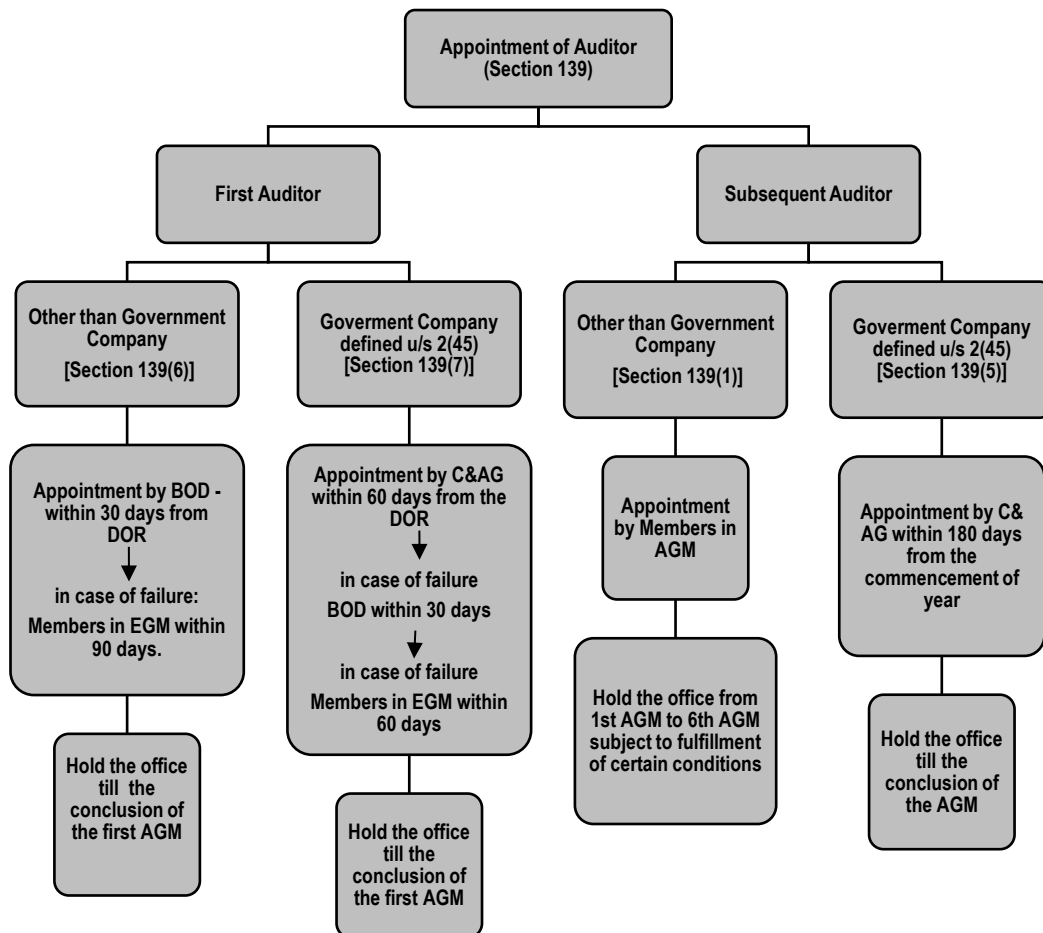 Appointment of Auditor
(Section 139)
First Auditor
Subsequent Auditor
Other than Government
Company
[Section 139(6)]
Goverment Company
defined u/s 2(45)
[Section 139(7)]
Other than Government
Company
[Section 139(1)]
Goverment Company
defined u/s 2(45)
[Section 139(5)]
Appointment by BOD -
within 30 days from
DOR
in case of failure:
Members in EGM within
90 days.
Appointment by C&AG
within 60 days from the
DOR
in case of failure
BOD within 30 days
in case of failure
Members in EGM within
60 days
Appointment
by Members in
AGM
Appointment by C&
AG within 180 days
from the
commencement of
year
Hold the office
till the
conclusion of
the first AGM
Hold the office
till the
conclusion of
the first AGM
Hold the office from
1st AGM to 6th AGM
subject to fulfillment
of certain conditions
Hold the office
till the
conclusion of
the AGM